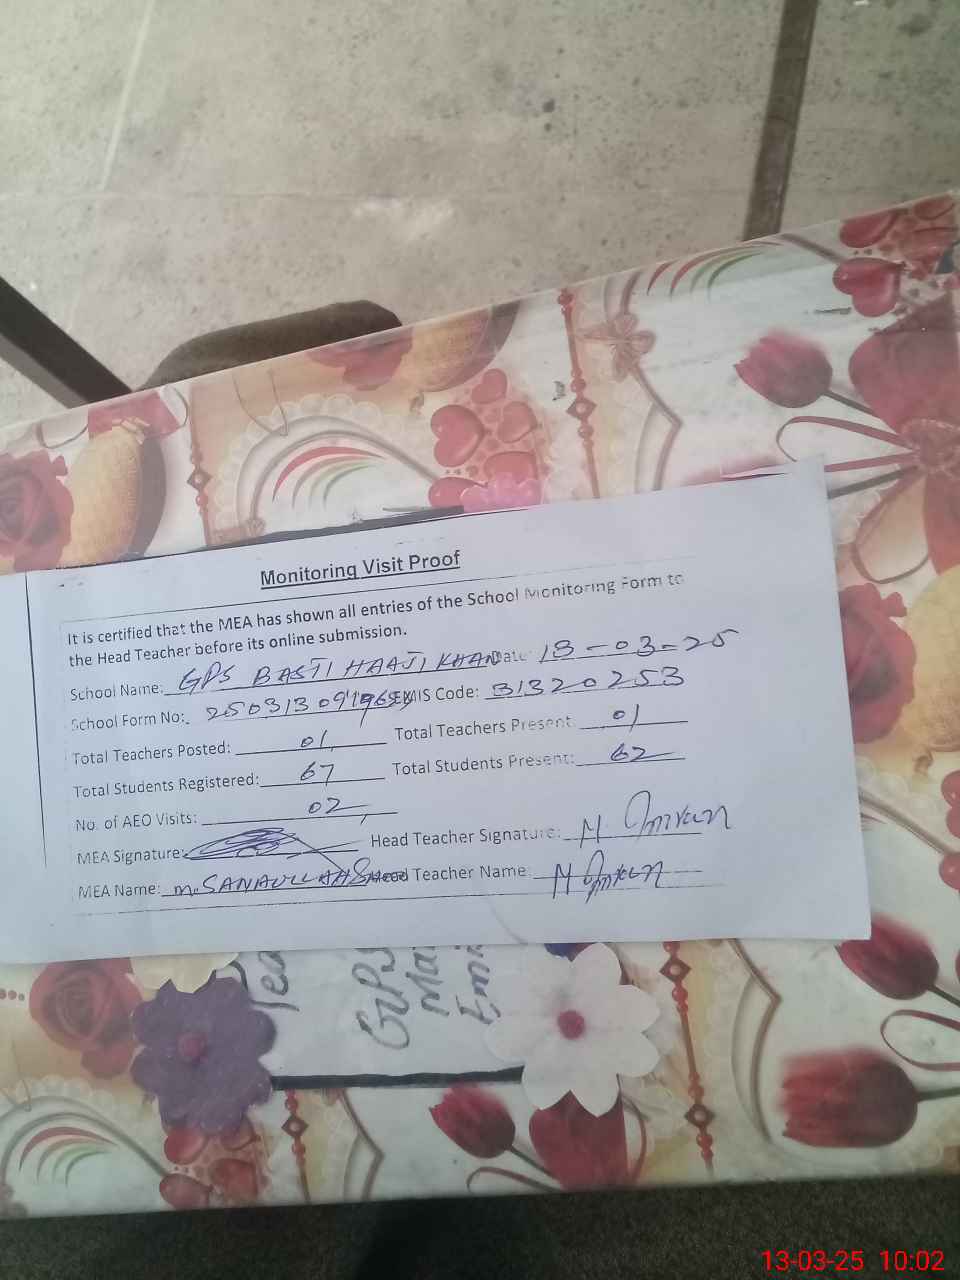 Monitoring Visit Proof
It is certified that the MEA has shown all entries of the School Monitoring Form to
the Head Teacher before its online submission.
School Name: GPS BASTI HAAJI KHAN Date: 13-03-25
School Form No: EMIS Code: 31320253
Total Teachers Posted: 01 Total Teachers Present: 01
Total Students Registered: 67 Total Students Present: 62
No. of AEO Visits: 02
MEA Signature: Head Teacher Signature: M. Imran
MEA Name: M. SANAULLAH Head Teacher Name: M Imran
GPS
13-03-25 10:02